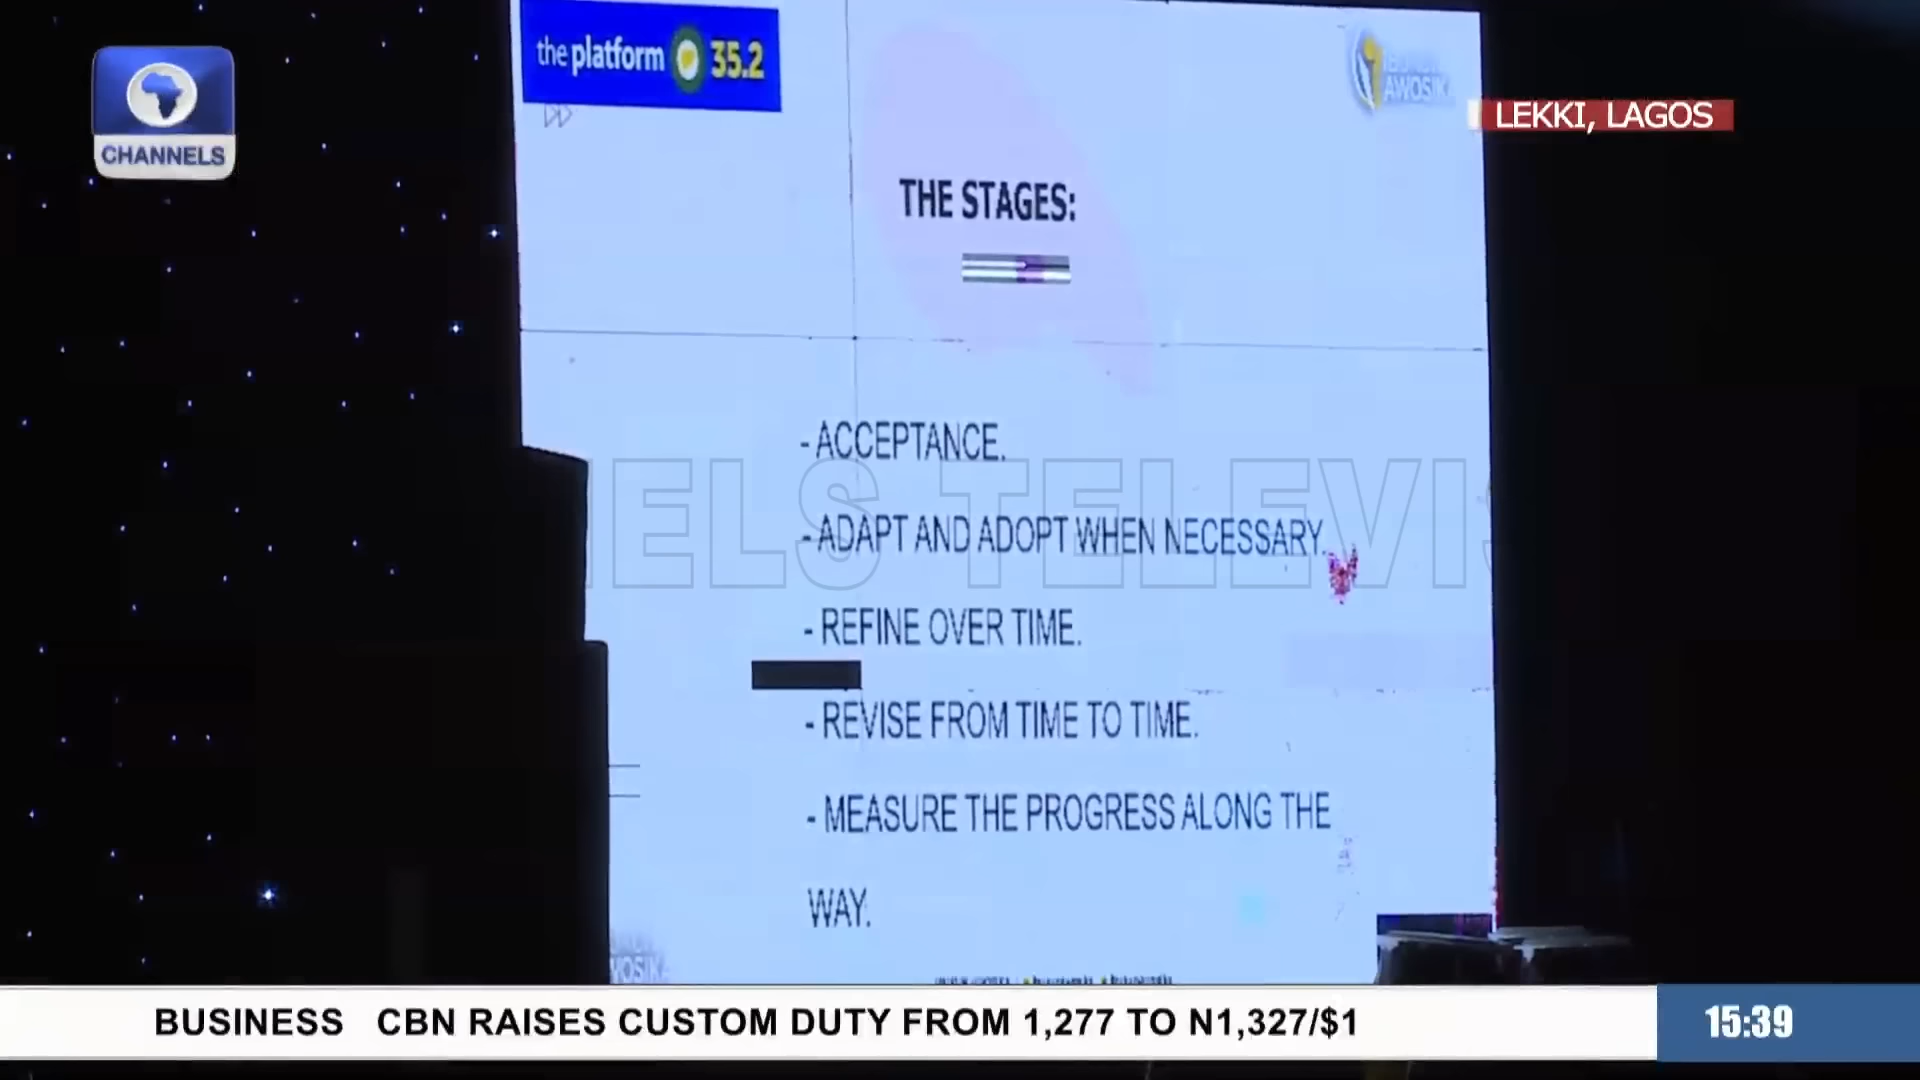 the platform 35.2
AWOSIKA
CHANNELS
LEKKI, LAGOS
THE STAGES:
- ACCEPTANCE.
- ADAPT AND ADOPT WHEN NECESSARY.
- REFINE OVER TIME.
- REVISE FROM TIME TO TIME.
- MEASURE THE PROGRESS ALONG THE
WAY.
BUSINESS CBN RAISES CUSTOM DUTY FROM 1,277 TO N1,327/$1
15:39